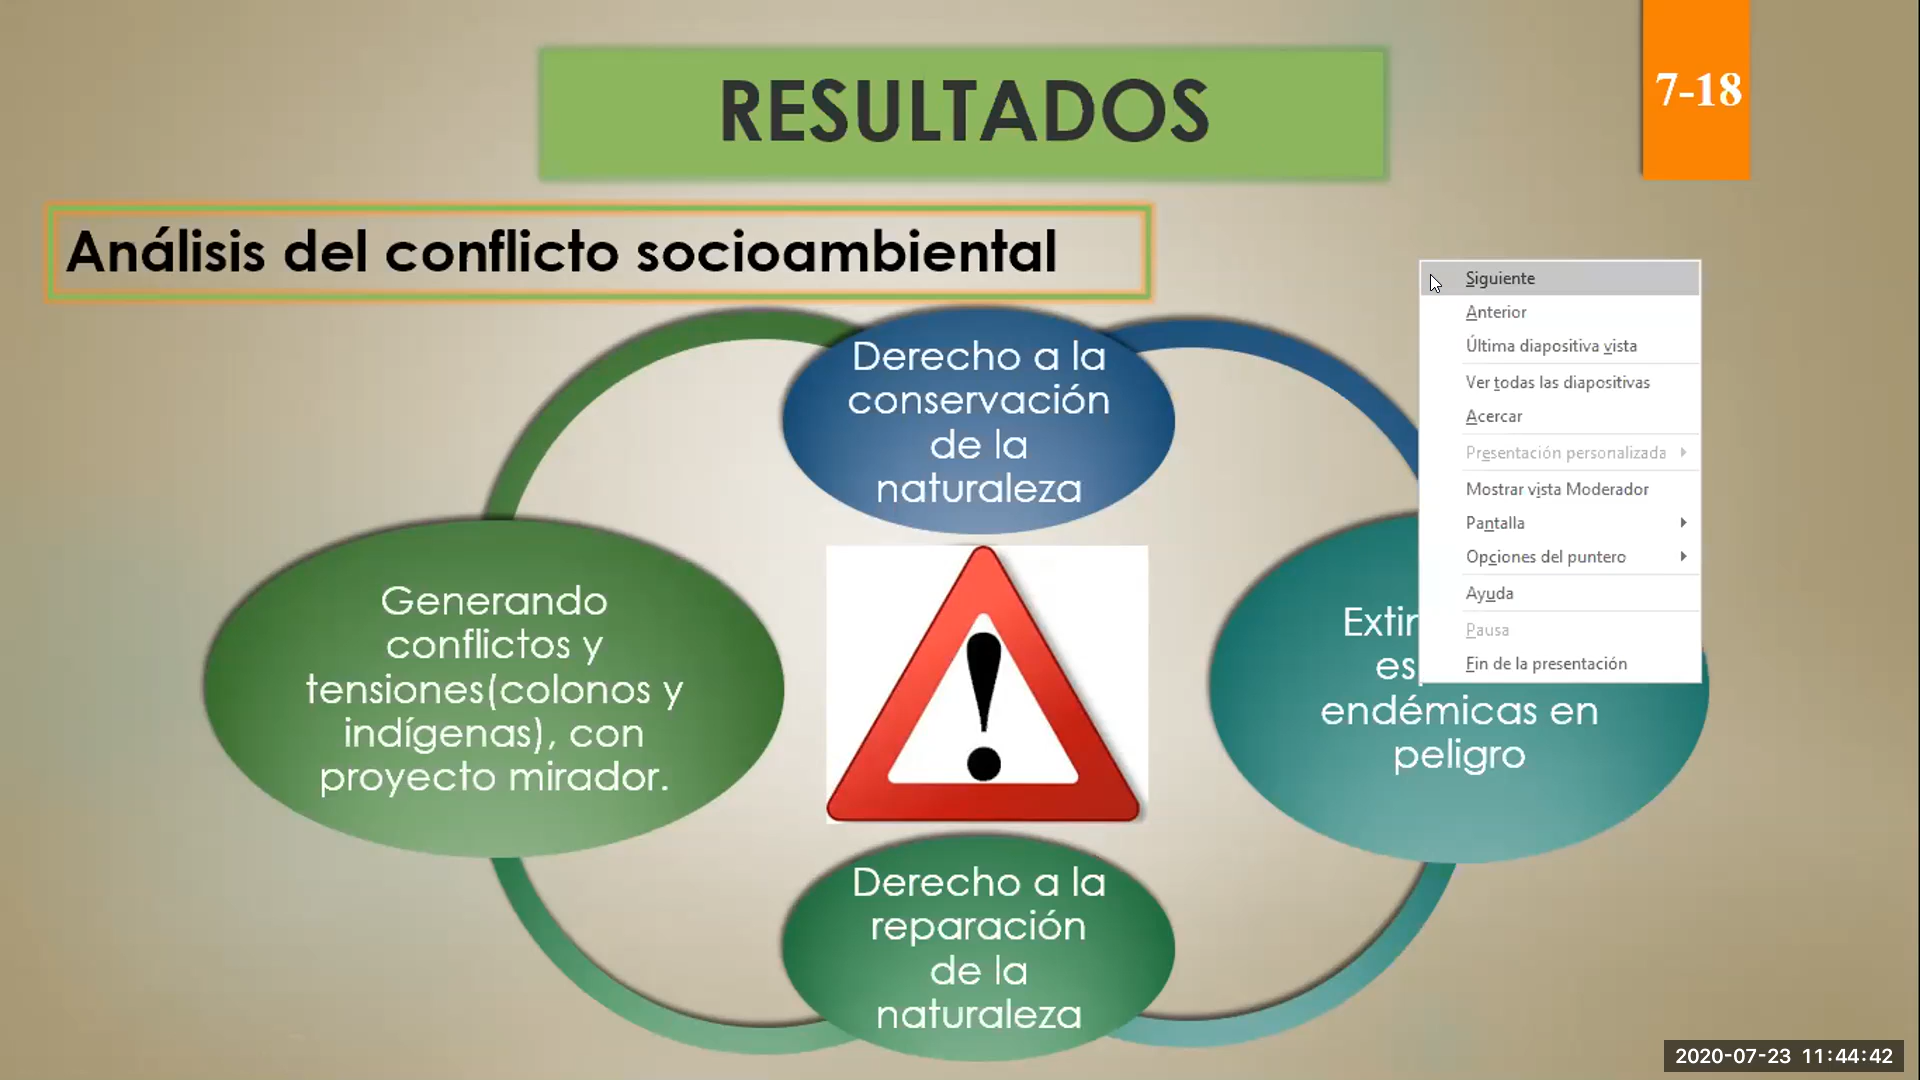 RESULTADOS
7-18
Análisis del conflicto socioambiental
Derecho a la
conservación
de la
naturaleza
Generando
conflictos y
tensiones(colonos y
indígenas), con
proyecto mirador.
endémicas en
peligro
Derecho a la
reparación
de la
naturaleza
Siguiente
Anterior
Última diapositiva vista
Ver todas las diapositivas
Acercar
Presentación personalizada
Mostrar vista Moderador
Pantalla
Opciones del puntero
Ayuda
Pausa
Fin de la presentación
2020-07-23 11:44:42